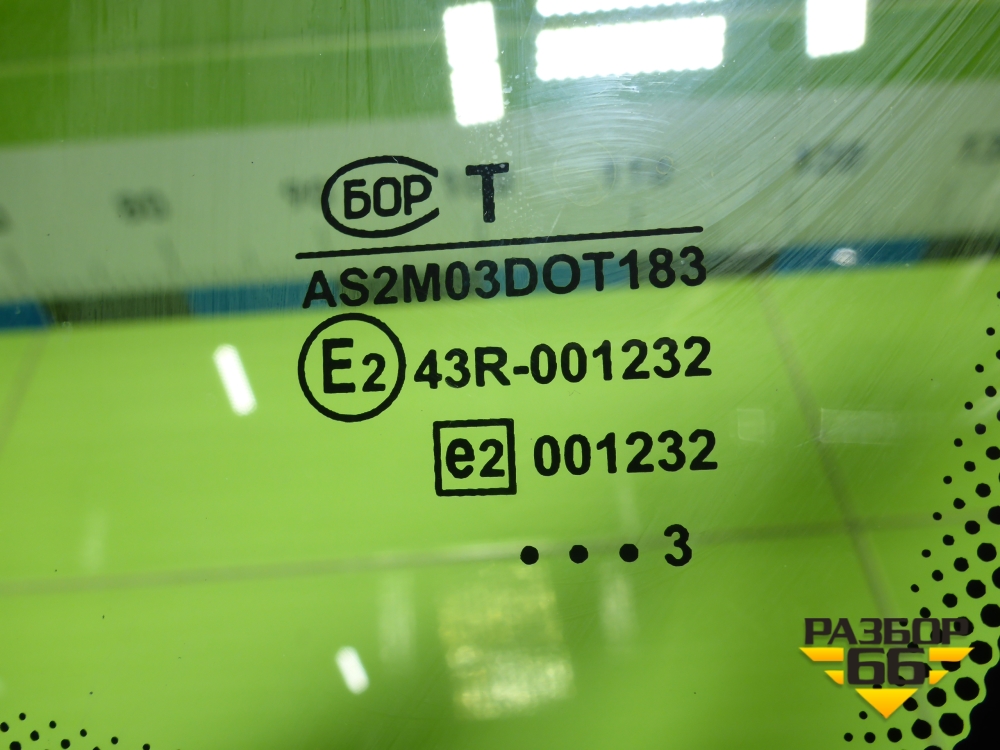 БОР Т
AS2M03DOT183
E2 43R-001232
e2 001232
• • • 3
РАЗБОР
66